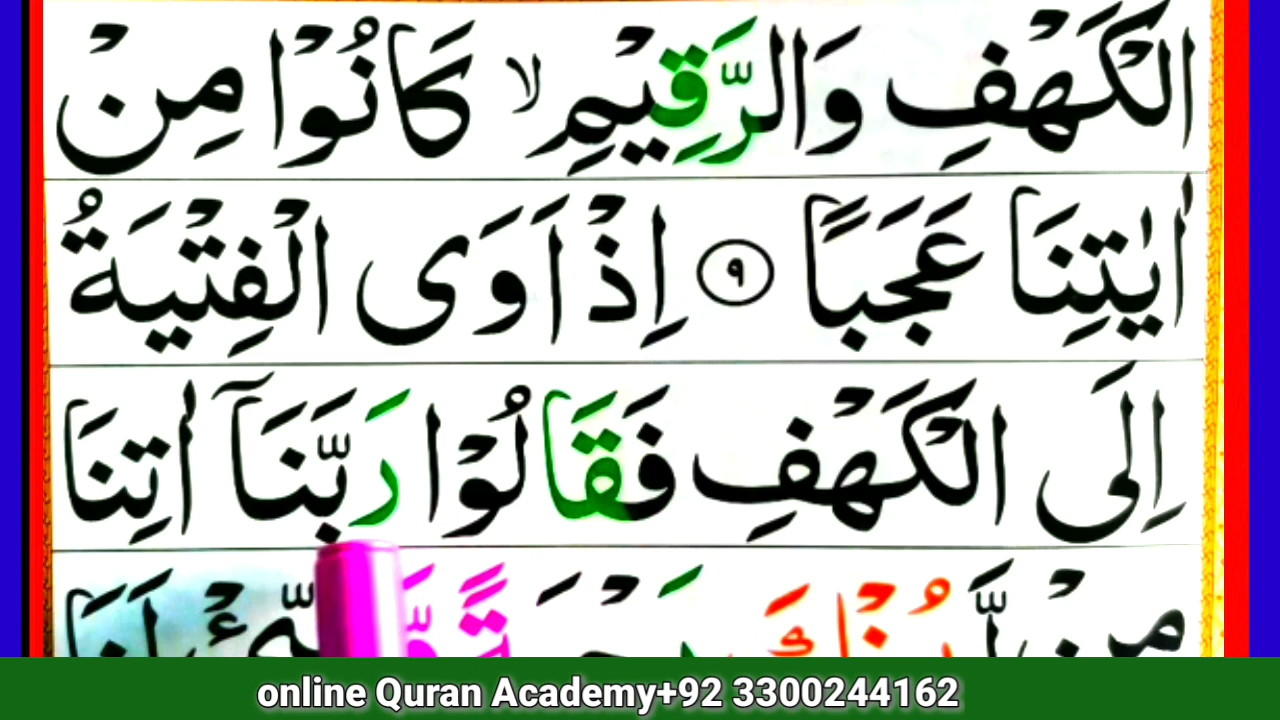 الْكَهْفِ وَالرَّقِيْمِ ۙ كَانُوْا مِنْ
اٰيٰتِنَا عَجَبًا ۹ اِذْ اَوَى الْفِتْيَةُ
اِلَى الْكَهْفِ فَقَالُوْا رَبَّنَاۤ اٰتِنَا
مِنْ لَّدُنْكَ رَحْمَةً وَّهَيِّئْ لَنَا
online Quran Academy+92 3300244162